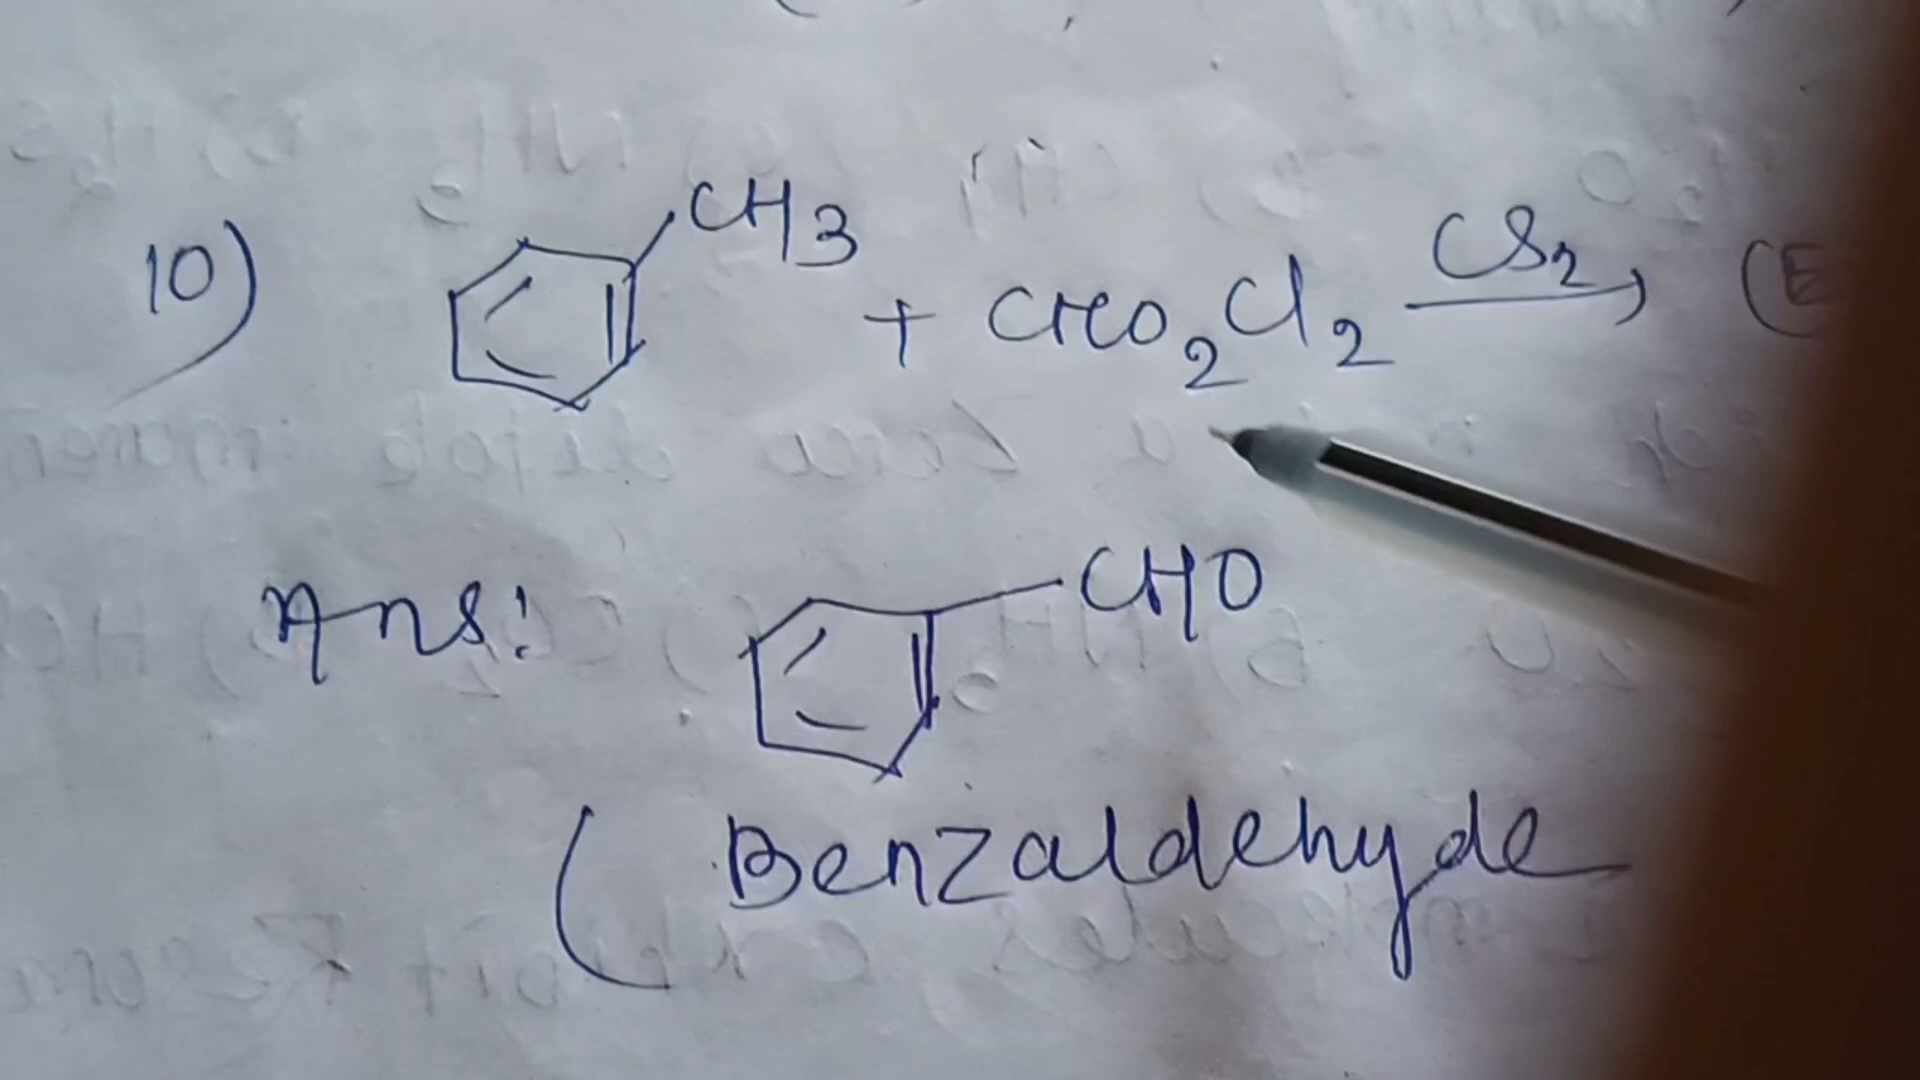 10) CH3 + CrO2Cl2 CS2 → (E
Ans: CHO
( Benzaldehyde